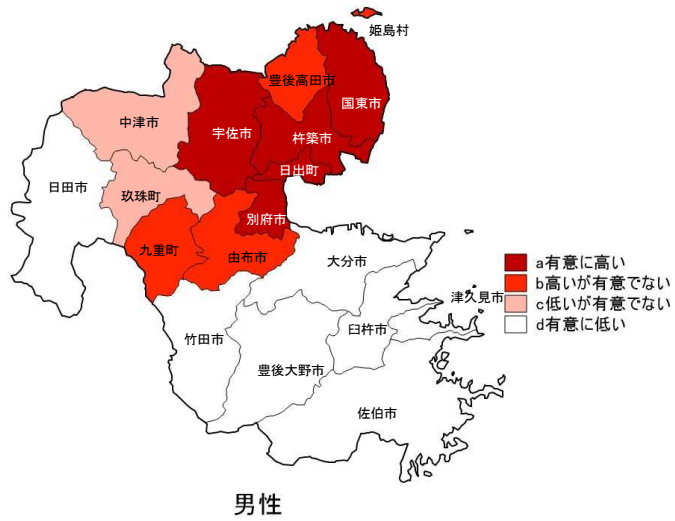 姫島村
豊後高田市
国東市
中津市
宇佐市
杵築市
日出町
日田市
玖珠町
別府市
九重町
由布市
大分市
a有意に高い
b高いが有意でない
c低いが有意でない
d有意に低い
津久見市
臼杵市
竹田市
豊後大野市
佐伯市
男性